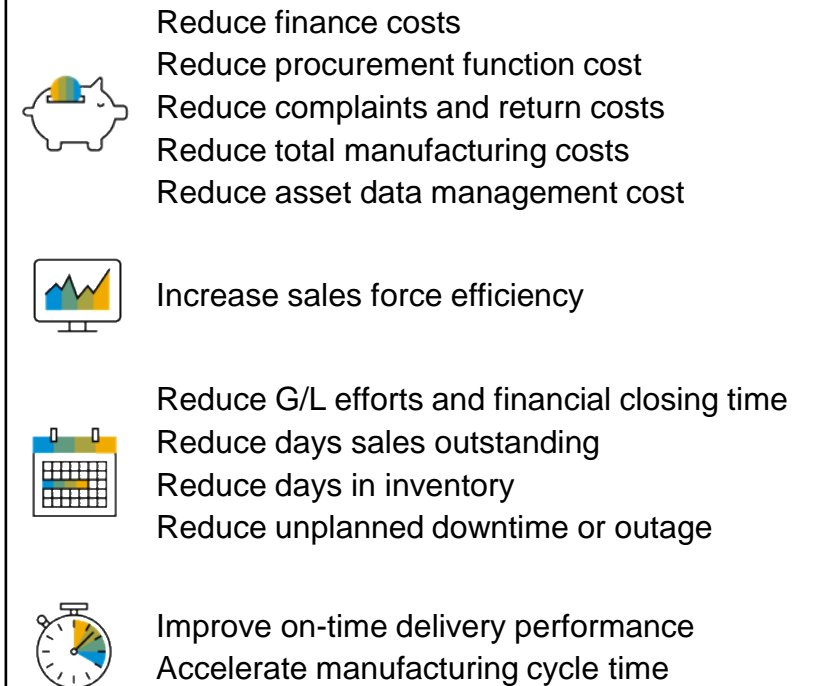 Reduce finance costs
Reduce procurement function cost
Reduce complaints and return costs
Reduce total manufacturing costs
Reduce asset data management cost
Increase sales force efficiency
Reduce G/L efforts and financial closing time
Reduce days sales outstanding
Reduce days in inventory
Reduce unplanned downtime or outage
Improve on-time delivery performance
Accelerate manufacturing cycle time